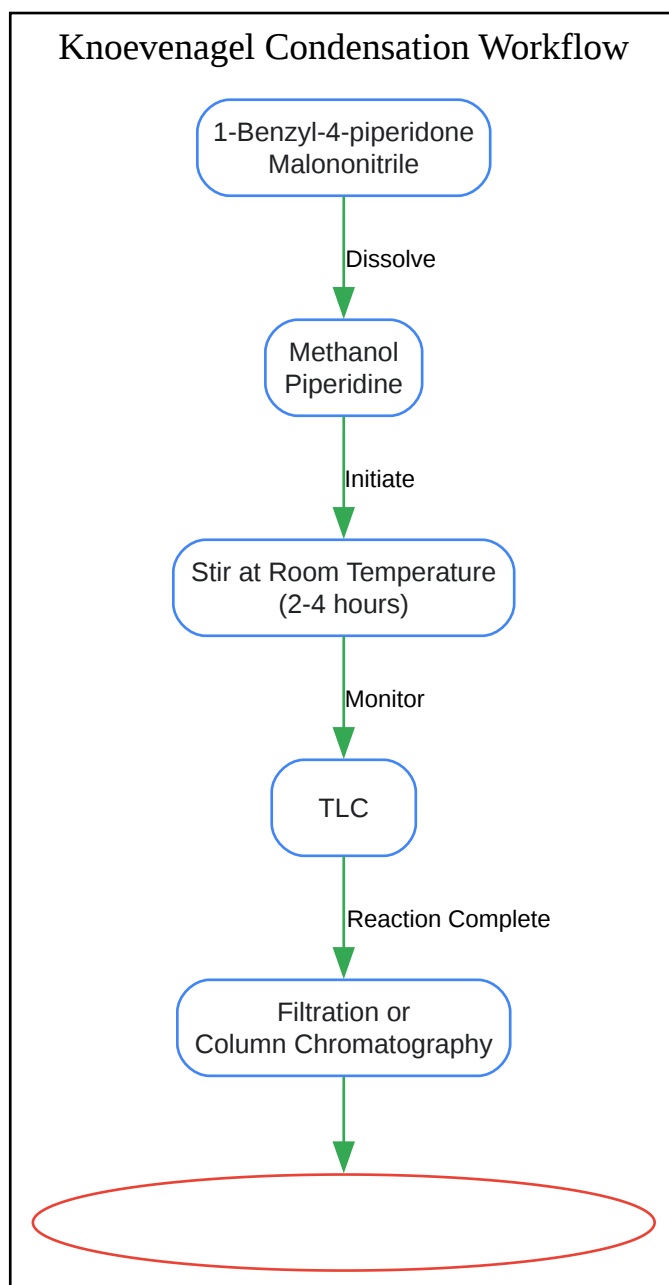 Knoevenagel Condensation Workflow
1-Benzyl-4-piperidone
Malononitrile
Dissolve
Methanol
Piperidine
Initiate
Stir at Room Temperature
(2-4 hours)
Monitor
TLC
Reaction Complete
Filtration or
Column Chromatography